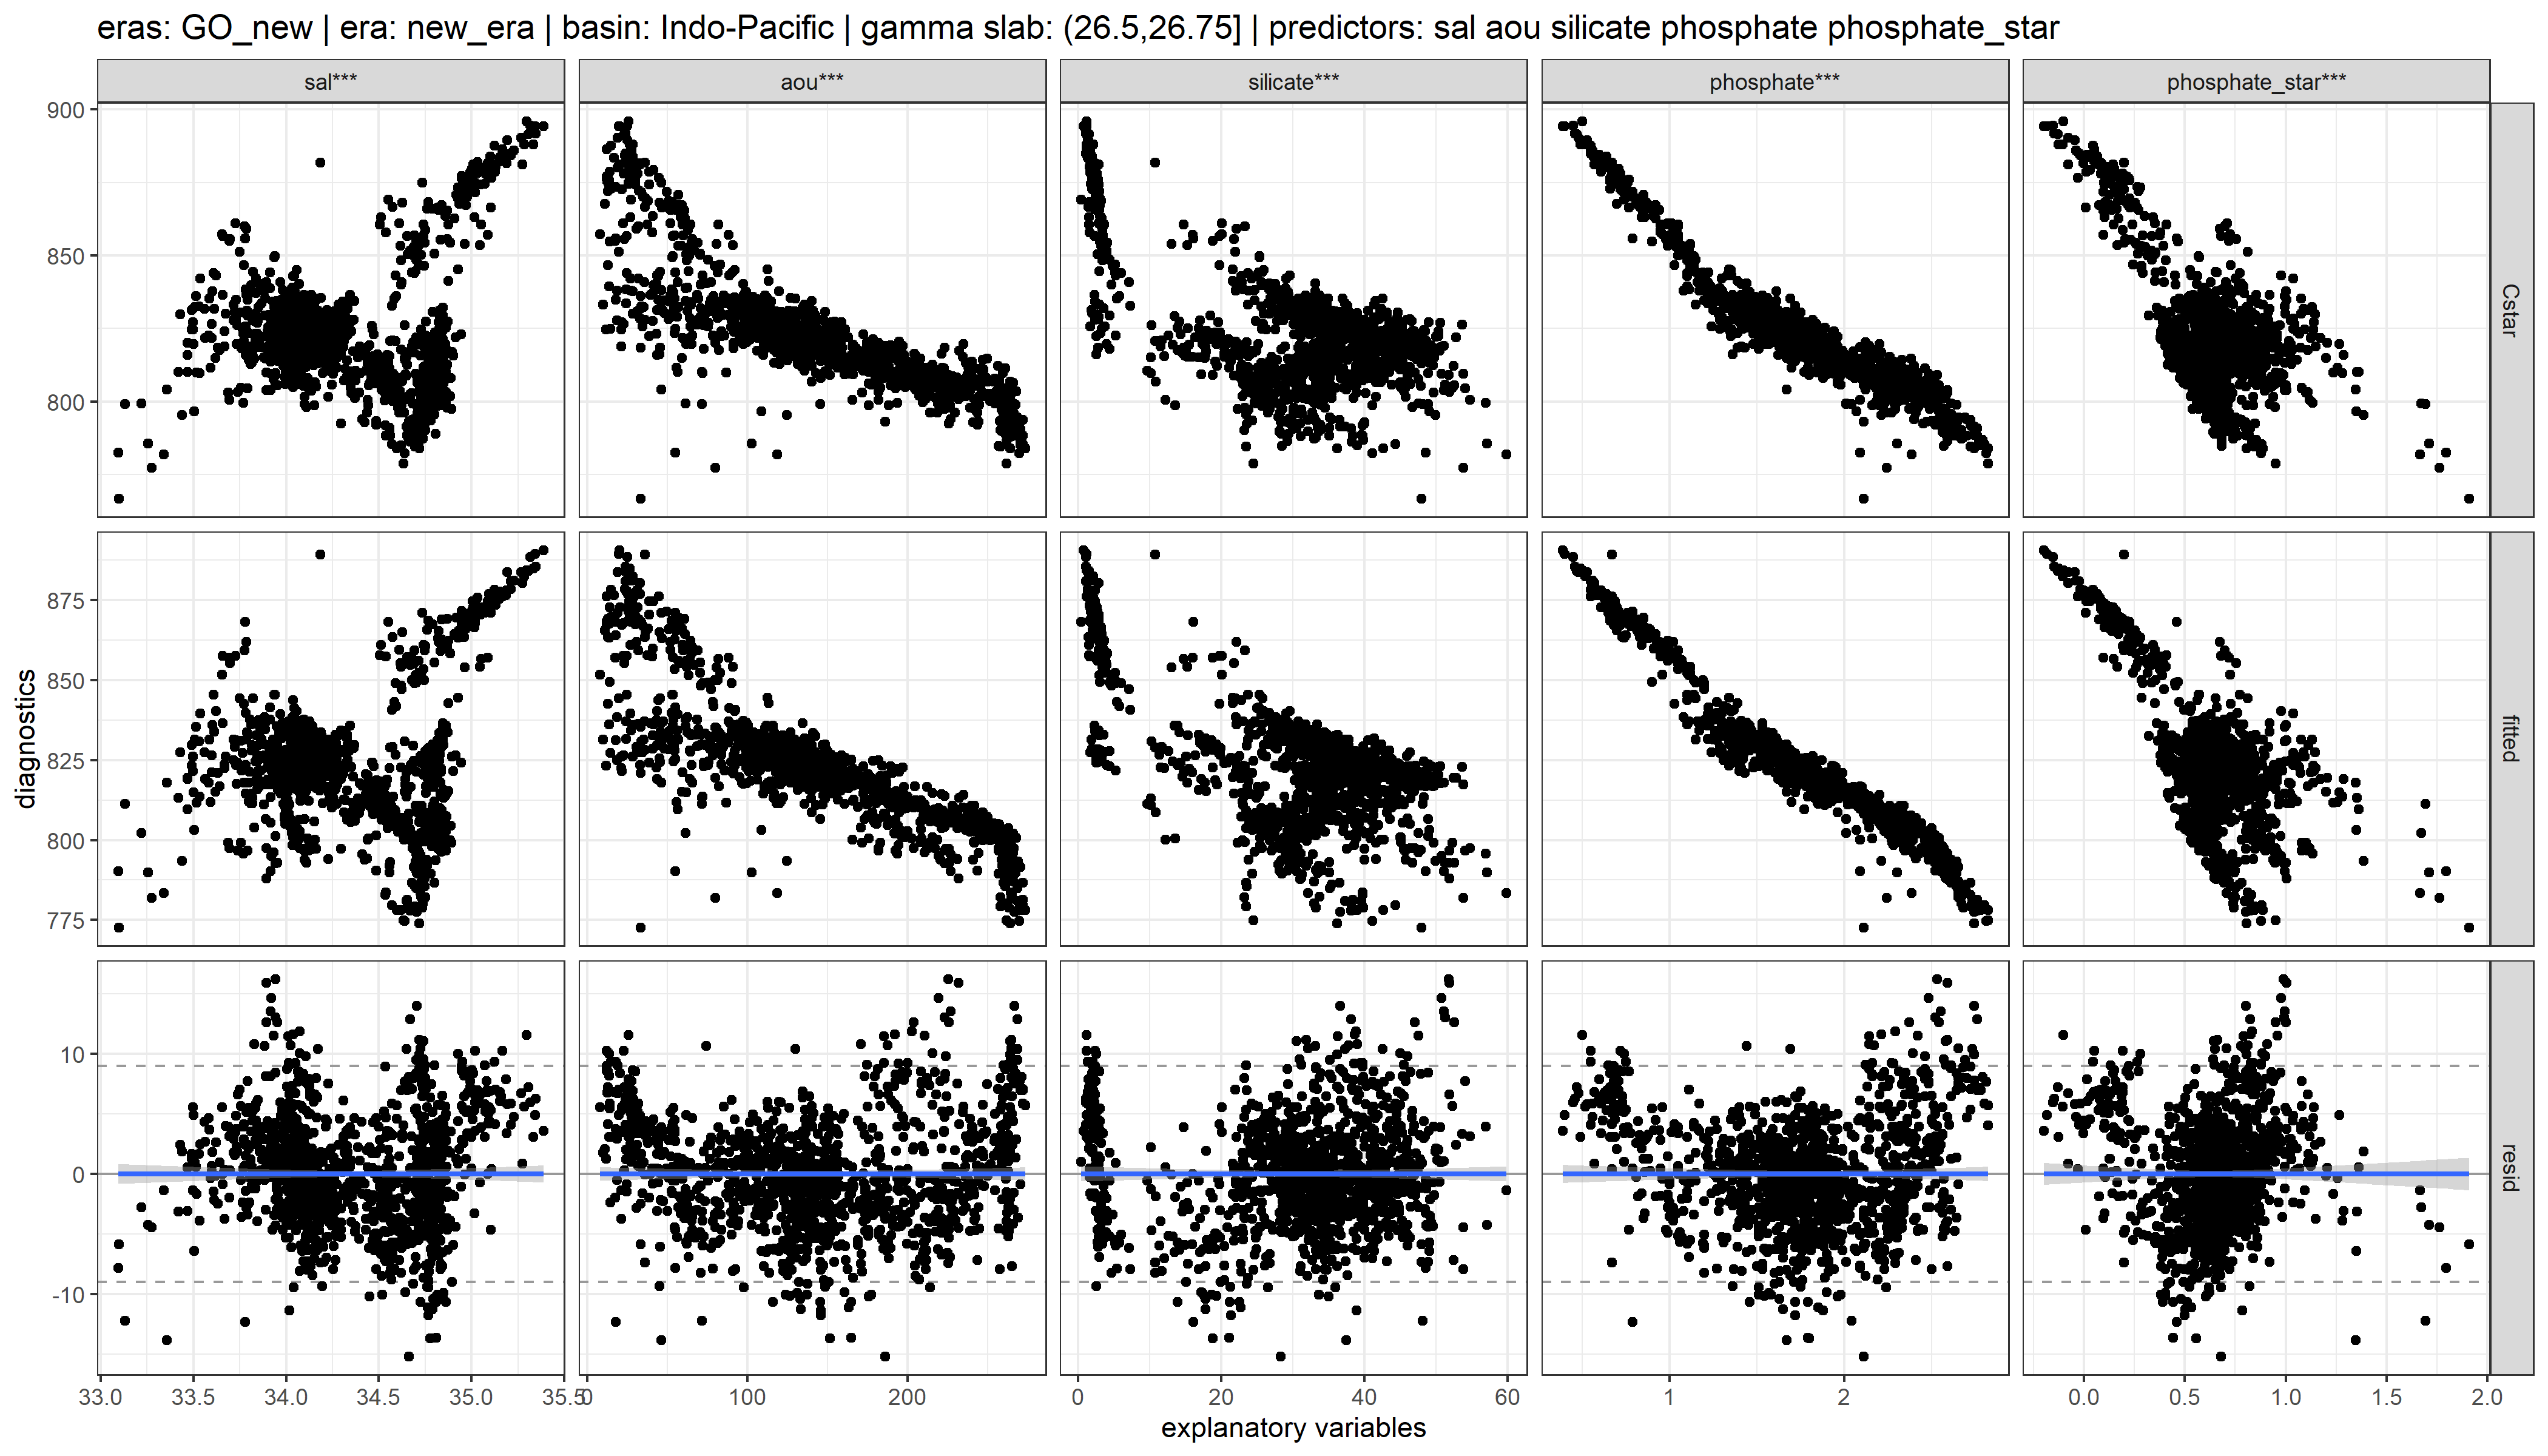 eras: GO_new | era: new_era | basin: Indo-Pacific | gamma slab: (26.5,26.75] | predictors: sal aou silicate phosphate phosphate_star
sal*** aou*** silicate*** phosphate*** phosphate_star***
900
850
800
Cstar
875
850
825
800
775
fitted
diagnostics
10
0
-10
resid
33.0 33.5 34.0 34.5 35.0 35.5 0 100 200 0 20 40 60 1 2 0.0 0.5 1.0 1.5 2.0
explanatory variables